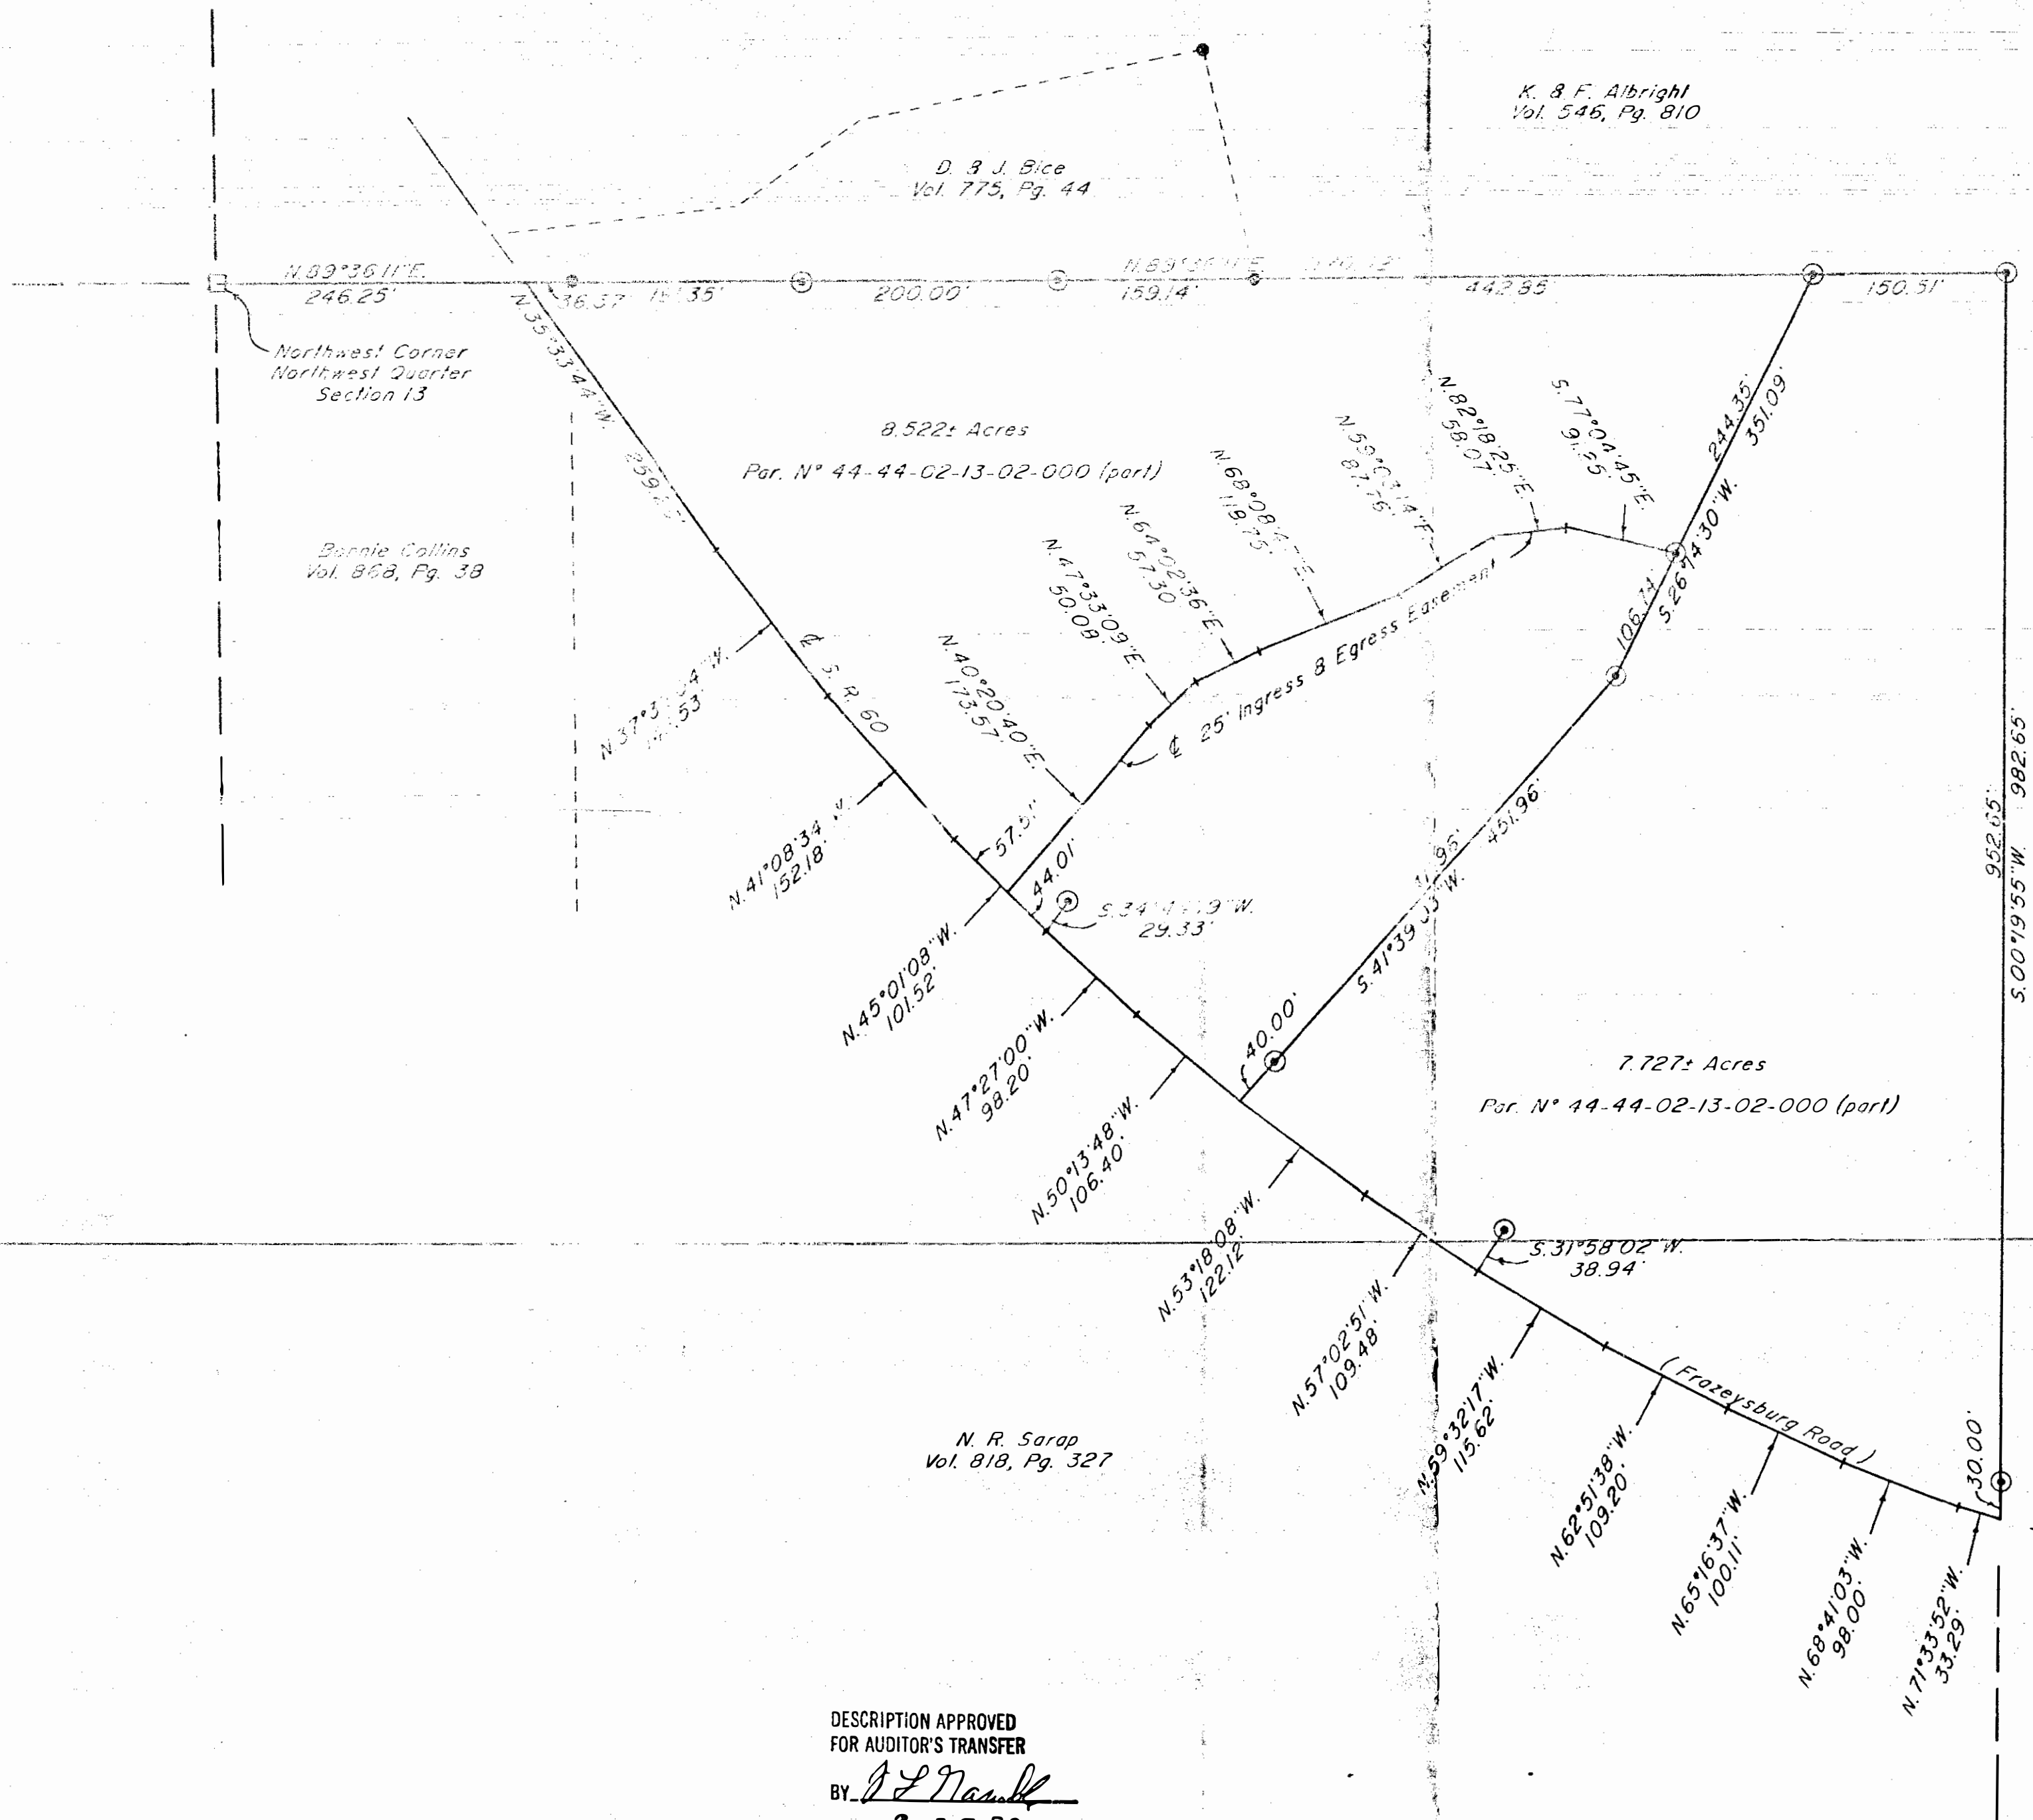 K. & F. Albright
Vol. 546, Pg. 810
D. & J. Bice
Vol. 775, Pg. 44
N.89°36'11"E.
246.25'
36.37'
200.00'
159.14'
442.85'
150.51'
Northwest Corner
Northwest Quarter
Section 13
N.35°33'44"W.
8.522± Acres
Par. Nº 44-44-02-13-02-000 (part)
Bonnie Collins
Vol. 868, Pg. 38
S.77°04'45"E.
N.82°18'25"E.
58.07'
87.76'
119.75'
N.64°02'36"E.
57.30'
N.47°33'09"E.
50.08'
N.40°20'40"E.
173.57'
244.35'
351.09'
S.26°14'30"W.
℄ 25' Ingress & Egress Easement
℄ S. R. 60
N.41°08'34"W.
152.18'
44.01'
29.33'
N.45°01'08"W.
101.52'
N.47°27'00"W.
98.20'
N.50°13'48"W.
106.40'
40.00'
451.96'
952.65'
S.00°19'55"W. 982.65'
7.727± Acres
Par. Nº 44-44-02-13-02-000 (part)
N.53°18'08"W.
122.12'
S.31°58'02"W.
38.94'
N.57°02'51"W.
109.48'
N.59°32'17"W.
115.62'
(Frazeysburg Road)
N.62°51'38"W.
109.20'
N.65°16'37"W.
100.11'
N.68°41'03"W.
98.00'
N.71°33'52"W.
33.29'
30.00'
N. R. Sarap
Vol. 818, Pg. 327
DESCRIPTION APPROVED
FOR AUDITOR'S TRANSFER
BY